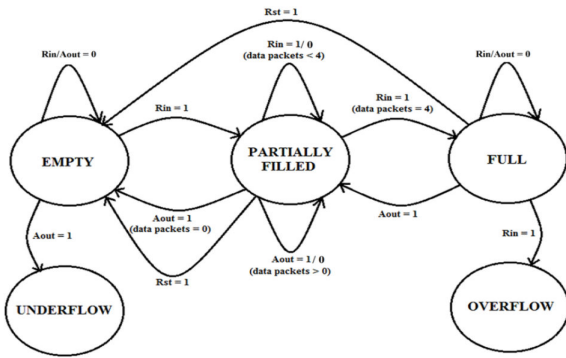 Rst = 1
Rin/Aout = 0
Rin = 1/ 0
(data packets < 4)
Rin/Aout = 0
Rin = 1
Rin = 1
(data packets = 4)
EMPTY
PARTIALLY
FILLED
FULL
Aout = 1
(data packets = 0)
Aout = 1
Aout = 1
Aout = 1/ 0
(data packets > 0)
Rin = 1
Rst = 1
UNDERFLOW
OVERFLOW